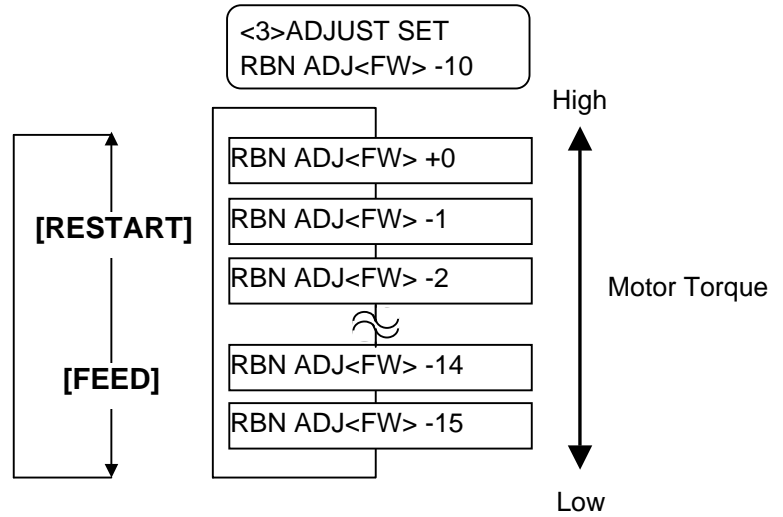 <3>ADJUST SET
RBN ADJ<FW> -10
High
RBN ADJ<FW> +0
RBN ADJ<FW> -1
[RESTART]
RBN ADJ<FW> -2
Motor Torque
RBN ADJ<FW> -14
[FEED]
RBN ADJ<FW> -15
Low